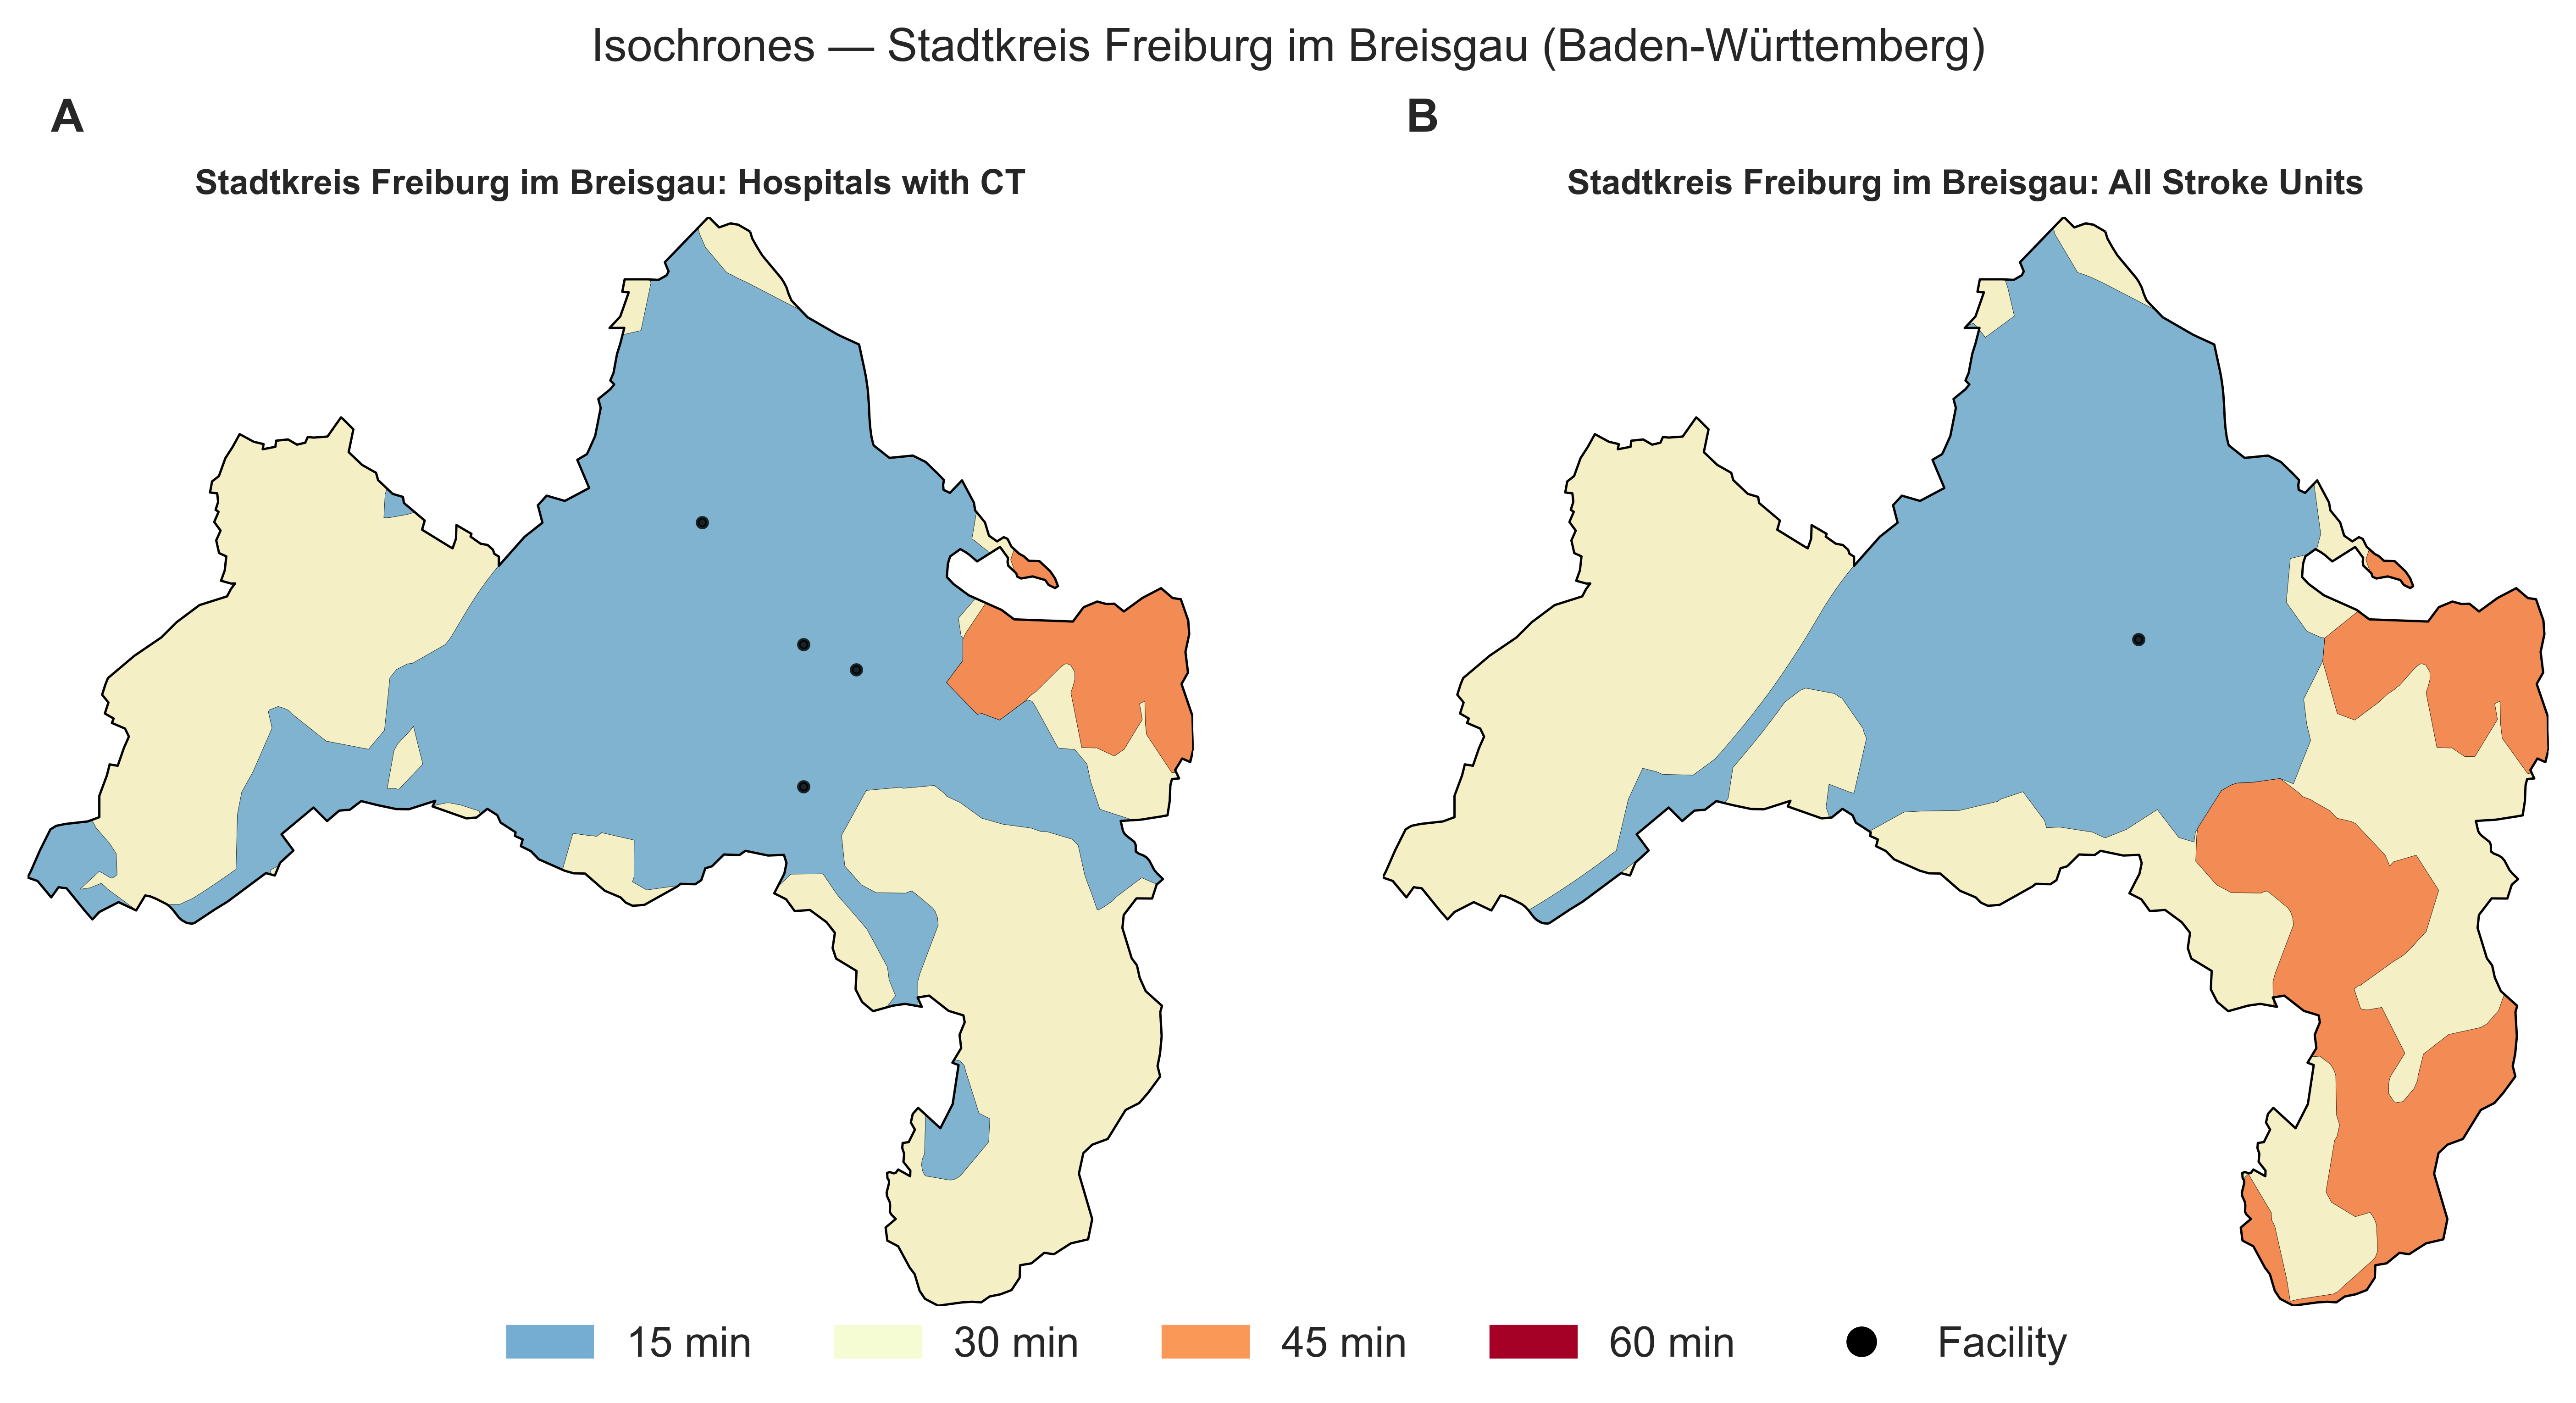 Isochrones — Stadtkreis Freiburg im Breisgau (Baden-Württemberg)
A
B
Stadtkreis Freiburg im Breisgau: Hospitals with CT
Stadtkreis Freiburg im Breisgau: All Stroke Units
15 min
30 min
45 min
60 min
Facility